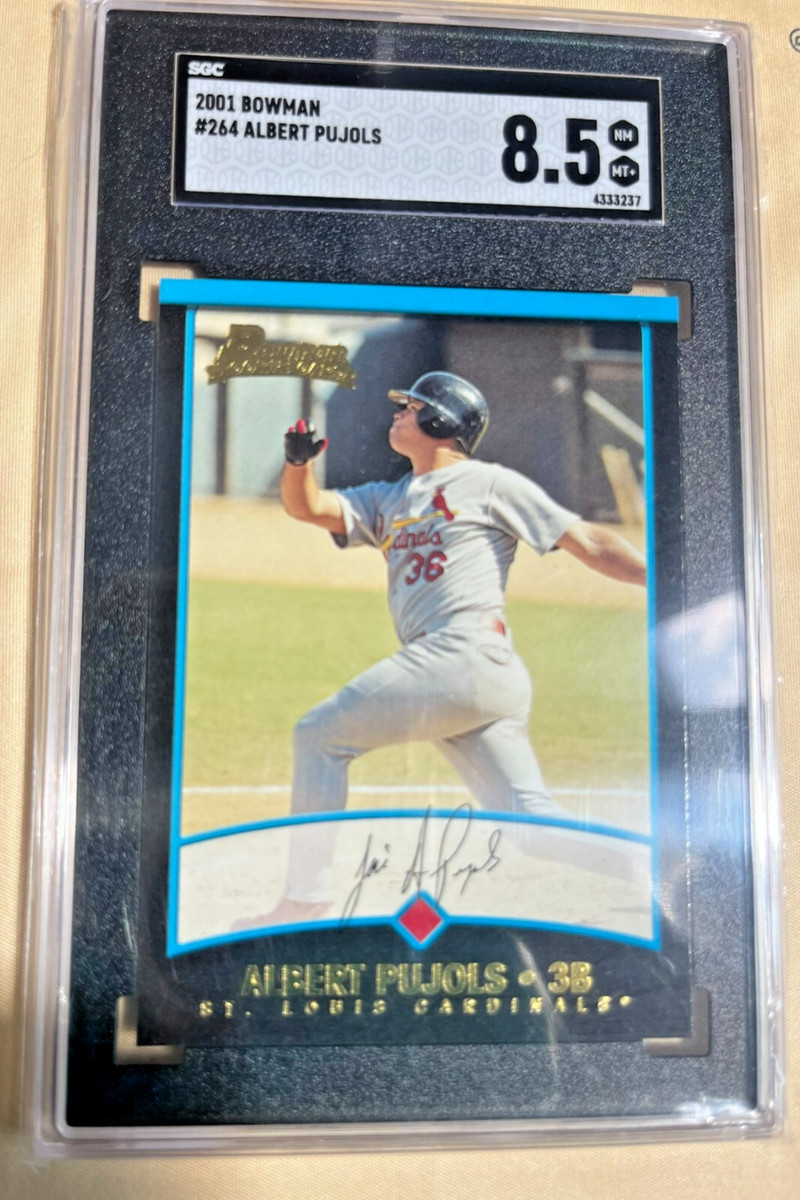 SGC
2001 BOWMAN
#264 ALBERT PUJOLS
8.5
NM
MT+
4333237
BOWMAN
Cardinals
36
ALBERT PUJOLS • 3B
ST. LOUIS CARDINALS®